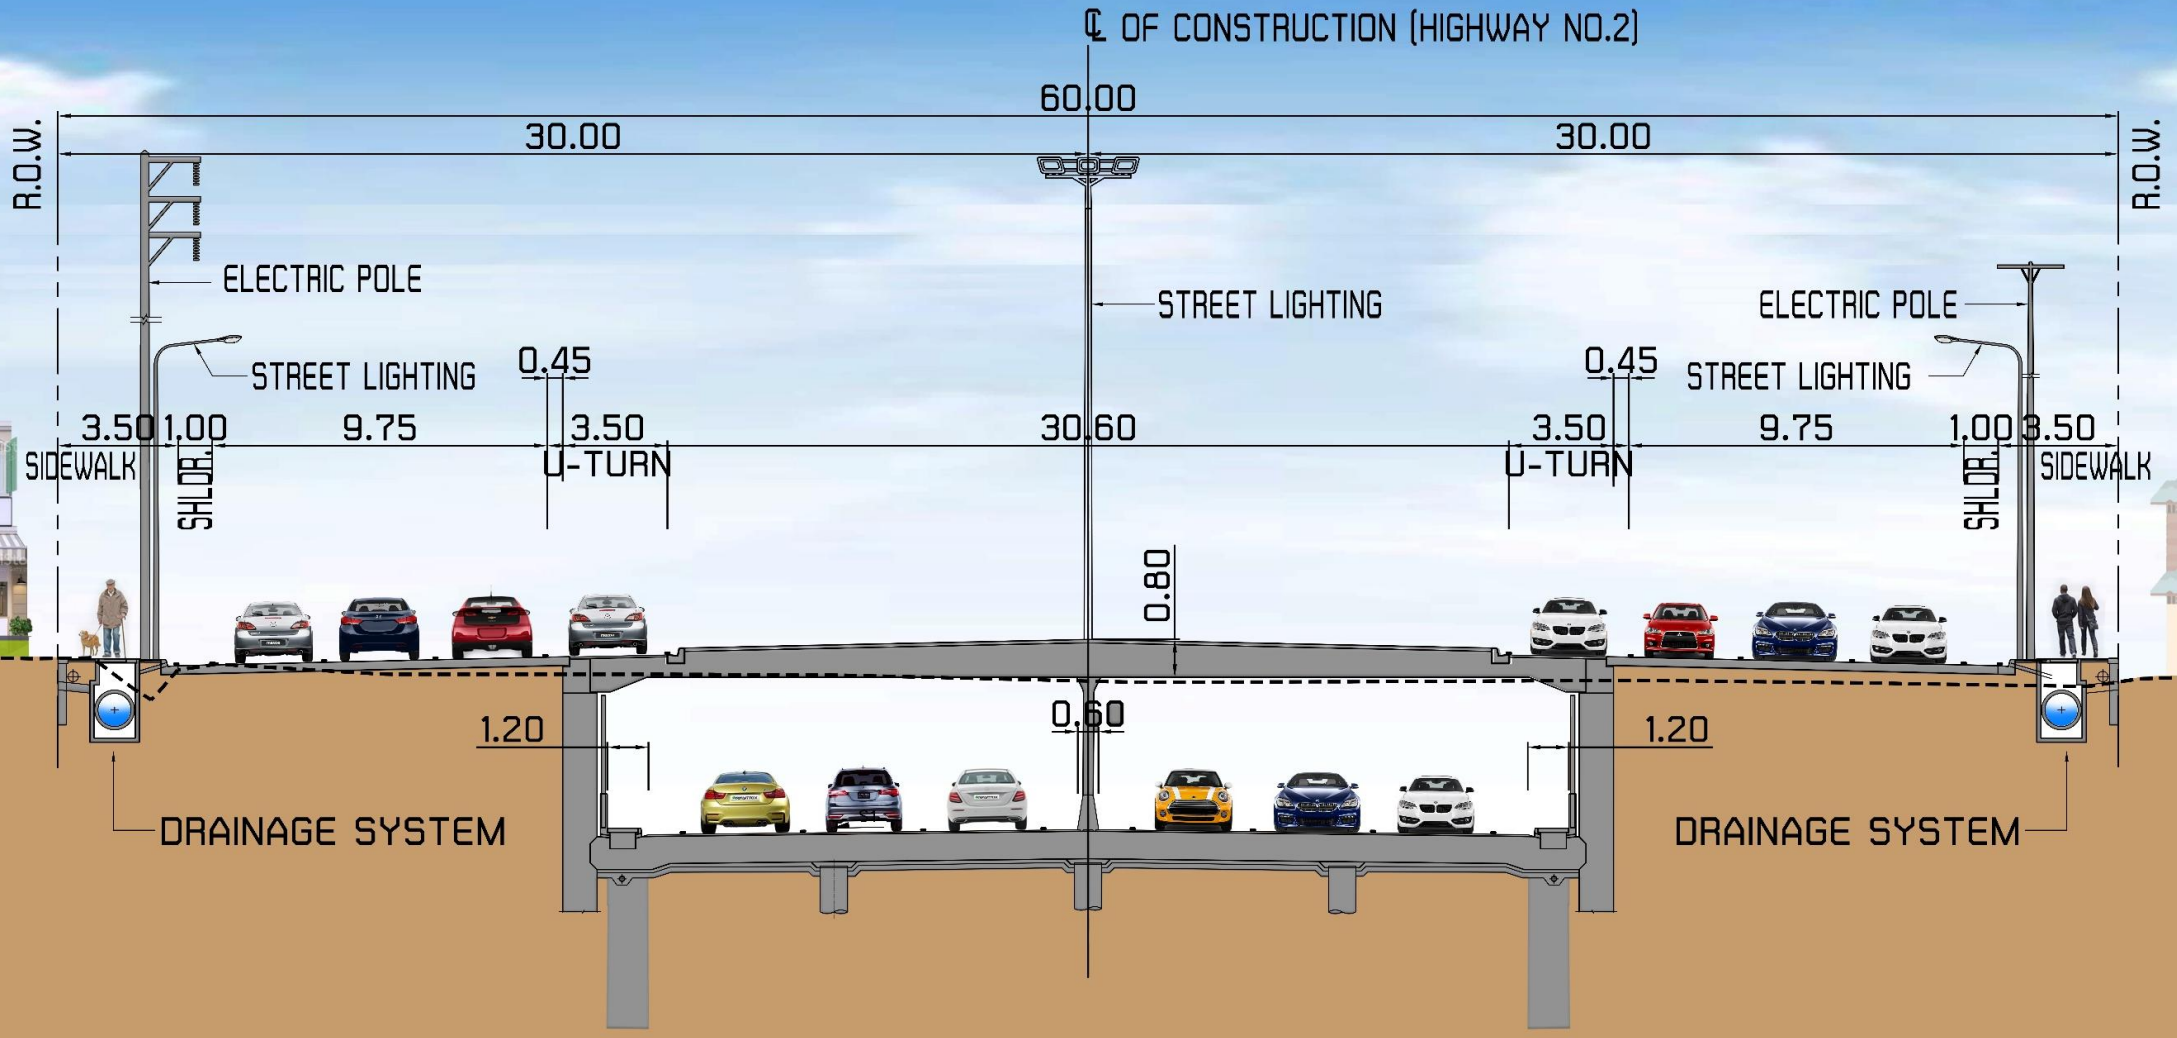 ℄ OF CONSTRUCTION (HIGHWAY NO.2)
60.00
30.00
30.00
R.O.W.
R.O.W.
ELECTRIC POLE
STREET LIGHTING
ELECTRIC POLE
STREET LIGHTING
0.45
0.45
STREET LIGHTING
3.50
1.00
9.75
3.50
30.60
3.50
9.75
1.00
3.50
SIDEWALK
SHLDR.
U-TURN
U-TURN
SHLDR.
SIDEWALK
0.80
1.20
0.60
1.20
DRAINAGE SYSTEM
DRAINAGE SYSTEM